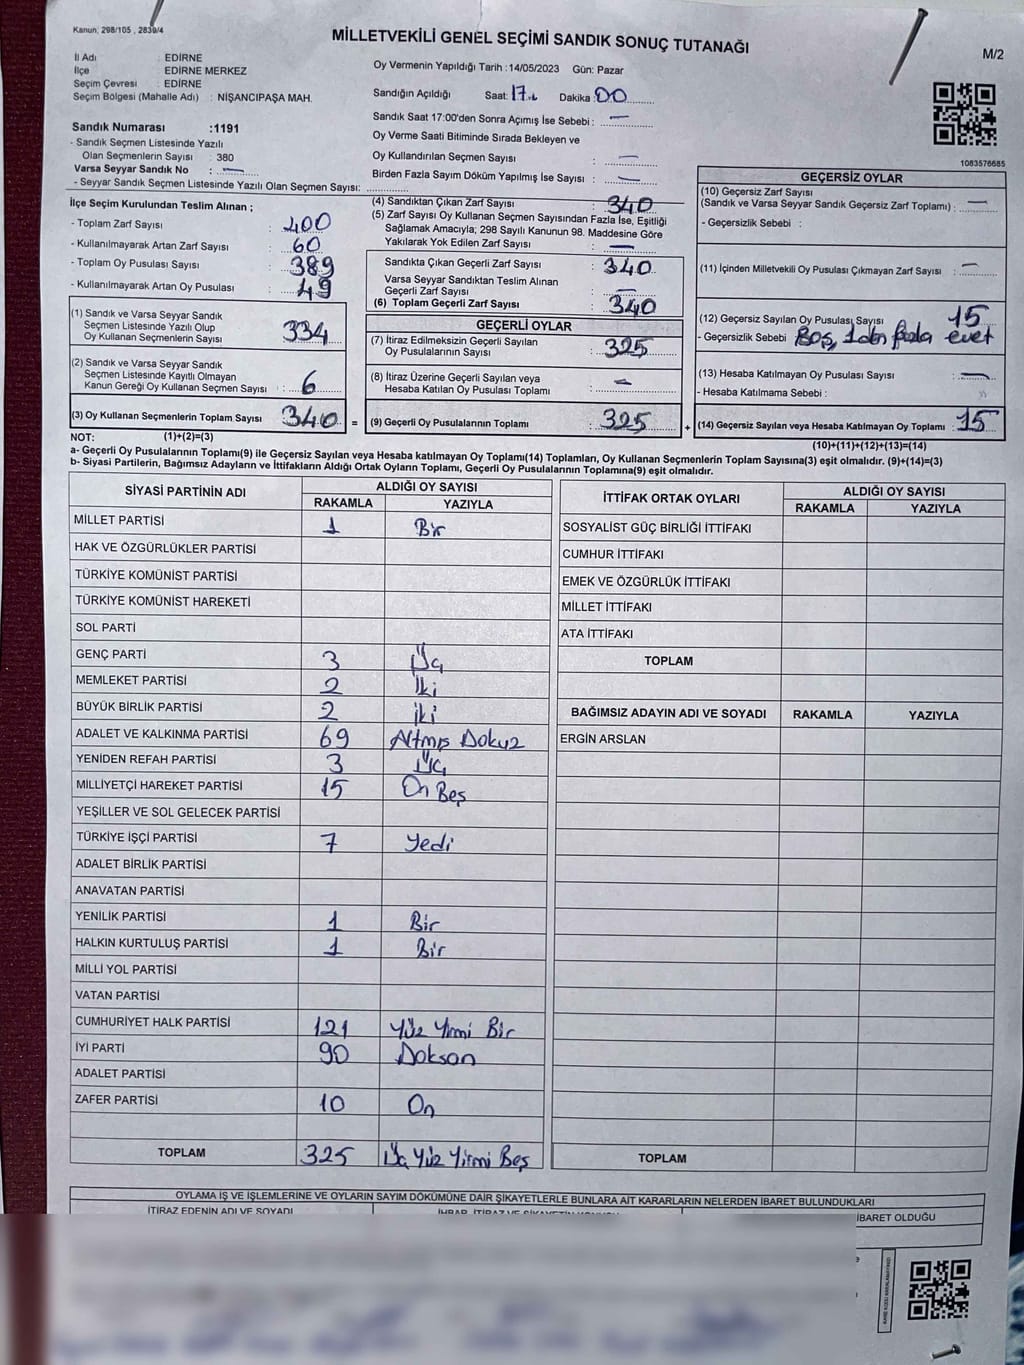 Kanun; 298/105 , 2839/4
MİLLETVEKİLİ GENEL SEÇİMİ SANDIK SONUÇ TUTANAĞI
M/2
İl Adı : EDİRNE
İlçe : EDİRNE MERKEZ
Seçim Çevresi : EDİRNE
Seçim Bölgesi (Mahalle Adı) : NİŞANCIPAŞA MAH.
Sandık Numarası :1191
- Sandık Seçmen Listesinde Yazılı
Olan Seçmenlerin Sayısı : 380
Varsa Seyyar Sandık No : —
- Seyyar Sandık Seçmen Listesinde Yazılı Olan Seçmen Sayısı:
Oy Vermenin Yapıldığı Tarih :14/05/2023 Gün: Pazar
Sandığın Açıldığı Saat: 17 Dakika 00
Sandık Saat 17:00'den Sonra Açımış İse Sebebi : —
Oy Verme Saati Bitiminde Sırada Bekleyen ve
Oy Kullandırılan Seçmen Sayısı : —
Birden Fazla Sayım Döküm Yapılmış İse Sayısı : —
1083576685
İlçe Seçim Kurulundan Teslim Alınan ;
- Toplam Zarf Sayısı : 400
- Kullanılmayarak Artan Zarf Sayısı : 60
- Toplam Oy Pusulası Sayısı : 389
- Kullanılmayarak Artan Oy Pusulası : 49
(1) Sandık ve Varsa Seyyar Sandık
Seçmen Listesinde Yazılı Olup
Oy Kullanan Seçmenlerin Sayısı : 334
(2) Sandık ve Varsa Seyyar Sandık
Seçmen Listesinde Kayıtlı Olmayan
Kanun Gereği Oy Kullanan Seçmen Sayısı : 6
(3) Oy Kullanan Seçmenlerin Toplam Sayısı : 340 =
(4) Sandıktan Çıkan Zarf Sayısı : 340
(5) Zarf Sayısı Oy Kullanan Seçmen Sayısından Fazla İse, Eşitliği
Sağlamak Amacıyla; 298 Sayılı Kanunun 98. Maddesine Göre
Yakılarak Yok Edilen Zarf Sayısı : —
Sandıkta Çıkan Geçerli Zarf Sayısı : 340
Varsa Seyyar Sandıktan Teslim Alınan
Geçerli Zarf Sayısı : —
(6) Toplam Geçerli Zarf Sayısı : 340
GEÇERLİ OYLAR
(7) İtiraz Edilmeksizin Geçerli Sayılan
Oy Pusulalarının Sayısı : 325
(8) İtiraz Üzerine Geçerli Sayılan veya
Hesaba Katılan Oy Pusulası Toplamı : —
(9) Geçerli Oy Pusulalarının Toplamı : 325 +
GEÇERSİZ OYLAR
(10) Geçersiz Zarf Sayısı
(Sandık ve Varsa Seyyar Sandık Geçersiz Zarf Toplamı) : —
- Geçersizlik Sebebi :
(11) İçinden Milletvekili Oy Pusulası Çıkmayan Zarf Sayısı : —
(12) Geçersiz Sayılan Oy Pusulası Sayısı : 15
- Geçersizlik Sebebi Boş, 1den fazla evet
(13) Hesaba Katılmayan Oy Pusulası Sayısı : —
- Hesaba Katılmama Sebebi :
(14) Geçersiz Sayılan veya Hesaba Katılmayan Oy Toplamı : 15
NOT: (1)+(2)=(3)
(10)+(11)+(12)+(13)=(14)
a- Geçerli Oy Pusulalarının Toplamı(9) ile Geçersiz Sayılan veya Hesaba katılmayan Oy Toplamı(14) Toplamları, Oy Kullanan Seçmenlerin Toplam Sayısına(3) eşit olmalıdır. (9)+(14)=(3)
b- Siyasi Partilerin, Bağımsız Adayların ve İttifakların Aldığı Ortak Oyların Toplamı, Geçerli Oy Pusulalarının Toplamına(9) eşit olmalıdır.
SİYASİ PARTİNİN ADI ALDIĞI OY SAYISI
RAKAMLA YAZIYLA
MİLLET PARTİSİ 1 Bir
HAK VE ÖZGÜRLÜKLER PARTİSİ
TÜRKİYE KOMÜNİST PARTİSİ
TÜRKİYE KOMÜNİST HAREKETİ
SOL PARTİ
GENÇ PARTİ 3 Üç
MEMLEKET PARTİSİ 2 İki
BÜYÜK BİRLİK PARTİSİ 2 iki
ADALET VE KALKINMA PARTİSİ 69 Altmış Dokuz
YENİDEN REFAH PARTİSİ 3 Üç
MİLLİYETÇİ HAREKET PARTİSİ 15 On Beş
YEŞİLLER VE SOL GELECEK PARTİSİ
TÜRKİYE İŞÇİ PARTİSİ 7 Yedi
ADALET BİRLİK PARTİSİ
ANAVATAN PARTİSİ
YENİLİK PARTİSİ 1 Bir
HALKIN KURTULUŞ PARTİSİ 1 Bir
MİLLİ YOL PARTİSİ
VATAN PARTİSİ
CUMHURİYET HALK PARTİSİ 121 Yüz Yirmi Bir
İYİ PARTİ 90 Doksan
ADALET PARTİSİ
ZAFER PARTİSİ 10 On
TOPLAM 325 Üç Yüz Yirmi Beş
İTTİFAK ORTAK OYLARI ALDIĞI OY SAYISI
RAKAMLA YAZIYLA
SOSYALİST GÜÇ BİRLİĞİ İTTİFAKI
CUMHUR İTTİFAKI
EMEK VE ÖZGÜRLÜK İTTİFAKI
MİLLET İTTİFAKI
ATA İTTİFAKI
TOPLAM
BAĞIMSIZ ADAYIN ADI VE SOYADI RAKAMLA YAZIYLA
ERGİN ARSLAN
TOPLAM
OYLAMA İŞ VE İŞLEMLERİNE VE OYLARIN SAYIM DÖKÜMÜNE DAİR ŞİKAYETLERLE BUNLARA AİT KARARLARIN NELERDEN İBARET BULUNDUKLARI
İTİRAZ EDENİN ADI VE SOYADI
İBARET OLDUĞU